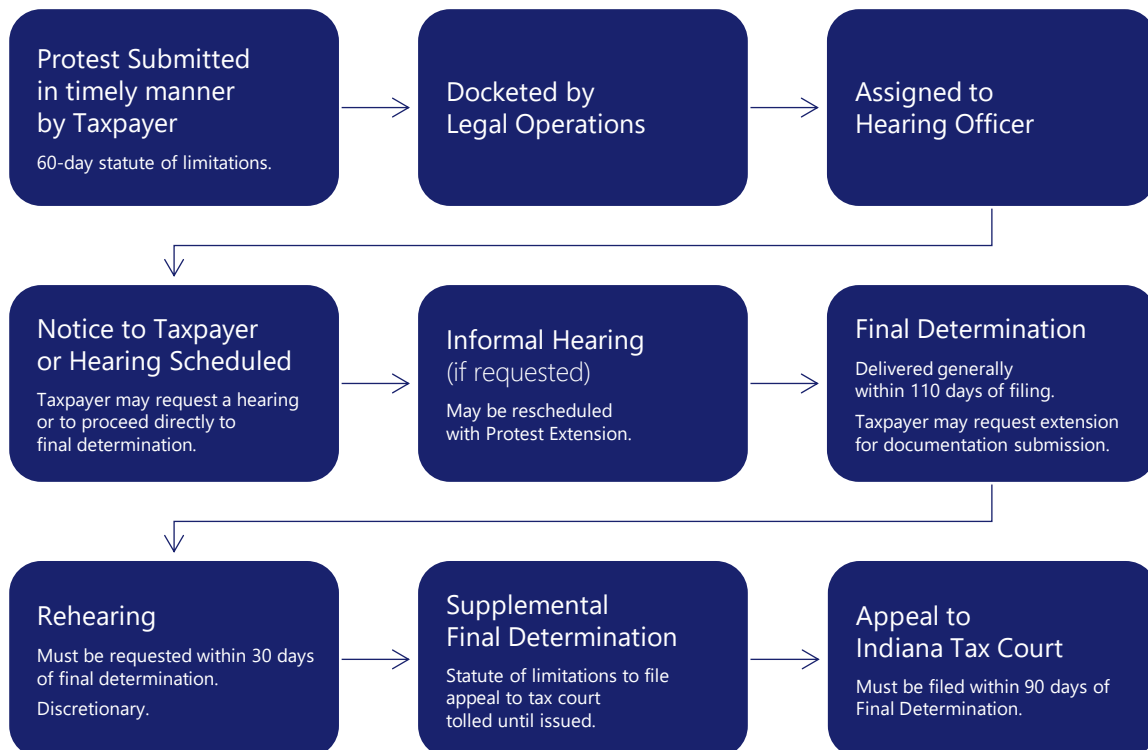 Protest Submitted
in timely manner
by Taxpayer
60-day statute of limitations.
Docketed by
Legal Operations
Assigned to
Hearing Officer
Notice to Taxpayer
or Hearing Scheduled
Taxpayer may request a hearing
or to proceed directly to
final determination.
Informal Hearing
(if requested)
May be rescheduled
with Protest Extension.
Final Determination
Delivered generally
within 110 days of filing.
Taxpayer may request extension
for documentation submission.
Rehearing
Must be requested within 30 days
of final determination.
Discretionary.
Supplemental
Final Determination
Statute of limitations to file
appeal to tax court
tolled until issued.
Appeal to
Indiana Tax Court
Must be filed within 90 days of
Final Determination.